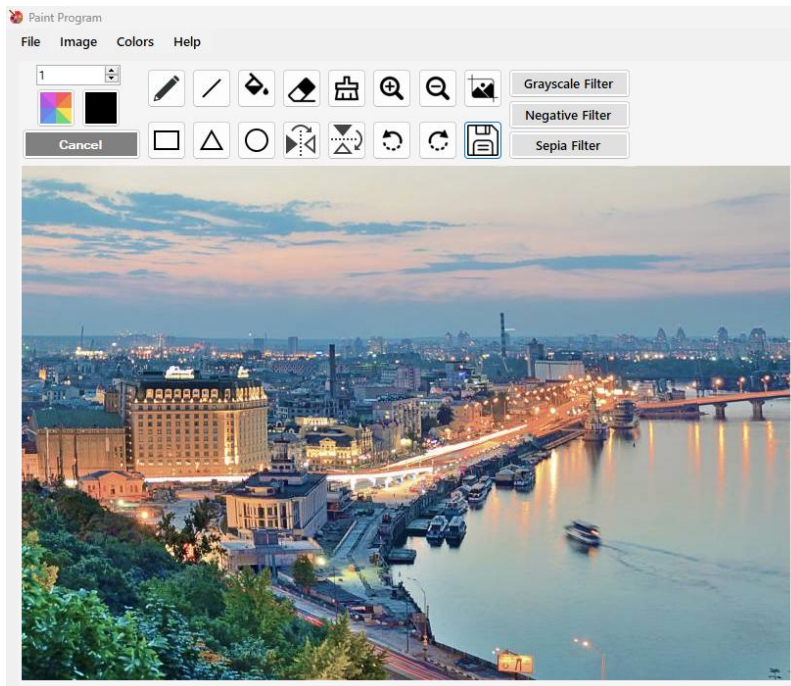 Paint Program
File Image Colors Help
1
Grayscale Filter
Negative Filter
Cancel
Sepia Filter